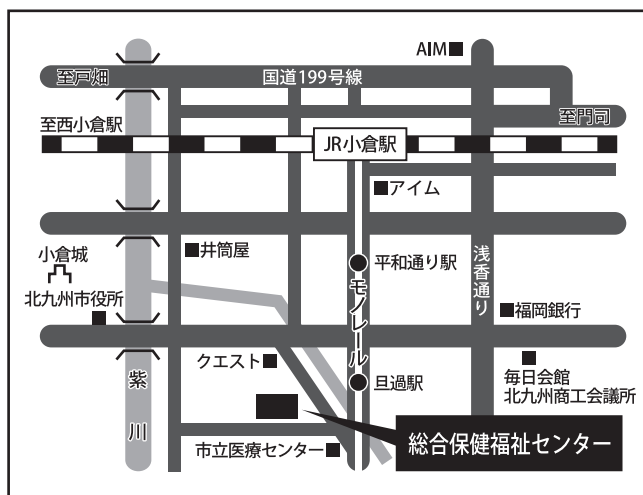 AIM
至戸畑
国道199号線
至門司
至西小倉駅
JR小倉駅
アイム
小倉城
井筒屋
平和通り駅
浅香通り
北九州市役所
モノレール
福岡銀行
クエスト
旦過駅
毎日会館
北九州商工会議所
紫川
総合保健福祉センター
市立医療センター